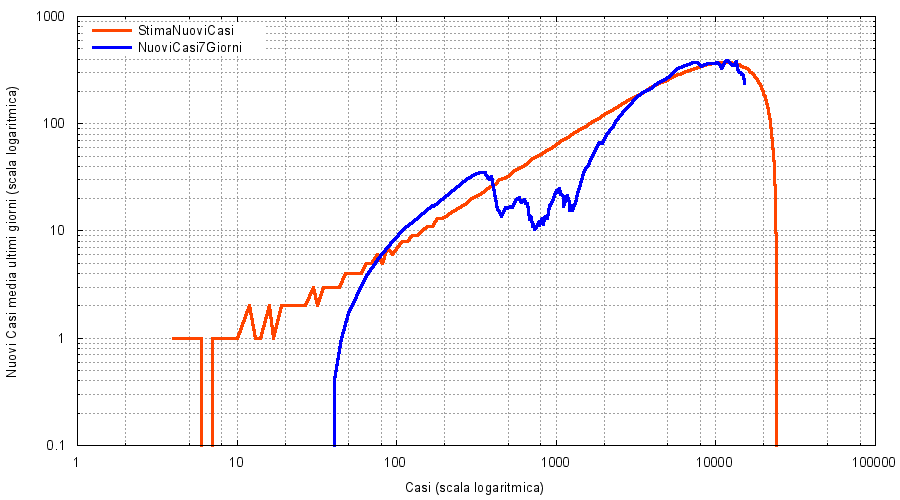 1000
StimaNuoviCasi
NuoviCasi7Giorni
100
10
1
0.1
Nuovi Casi media ultimi giorni (scala logaritmica)
1 10 100 1000 10000 100000
Casi (scala logaritmica)